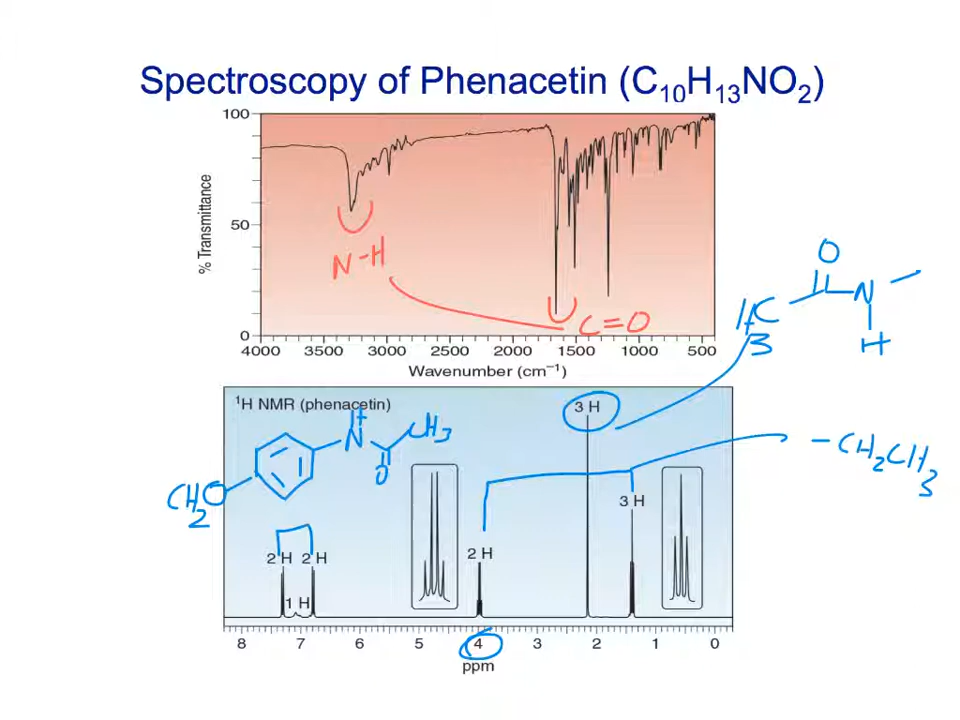 Spectroscopy of Phenacetin (C₁₀H₁₃NO₂)
100
50
0
% Transmittance
N-H
C=O
4000 3500 3000 2500 2000 1500 1000 500
Wavenumber (cm⁻¹)
O
H₃C N
H
¹H NMR (phenacetin)
3 H
H
N CH₃
O
CH₂O
-CH₂CH₃
3 H
2 H 2 H
2 H
1 H
8 7 6 5 4 3 2 1 0
ppm